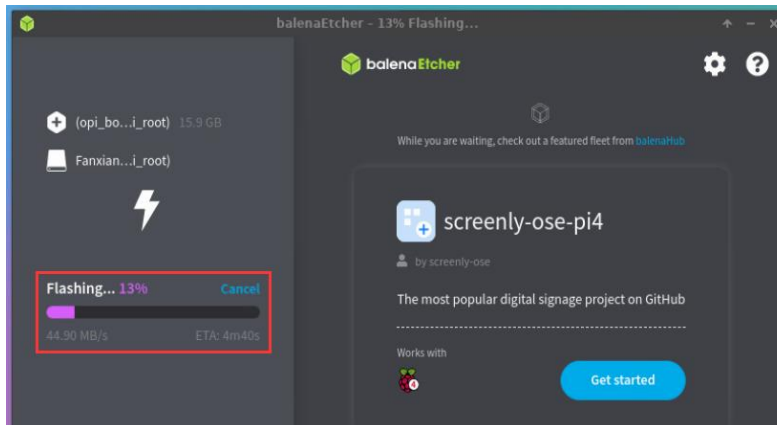 balenaEtcher - 13% Flashing...
balenaEtcher
(opi_bo...i_root) 15.9 GB
Fanxian...i_root)
While you are waiting, check out a featured fleet from balenaHub
screenly-ose-pi4
by screenly-ose
Flashing... 13% Cancel
44.90 MB/s ETA: 4m40s
The most popular digital signage project on GitHub
Works with
4
Get started